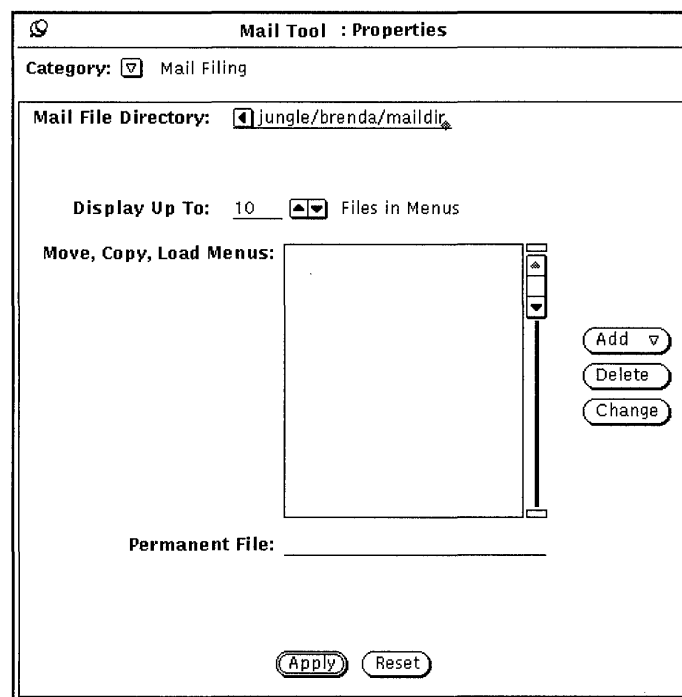 Mail Tool : Properties
Category: Mail Filing
Mail File Directory: jungle/brenda/maildir
Display Up To: 10 Files in Menus
Move, Copy, Load Menus:
Add
Delete
Change
Permanent File:
Apply Reset